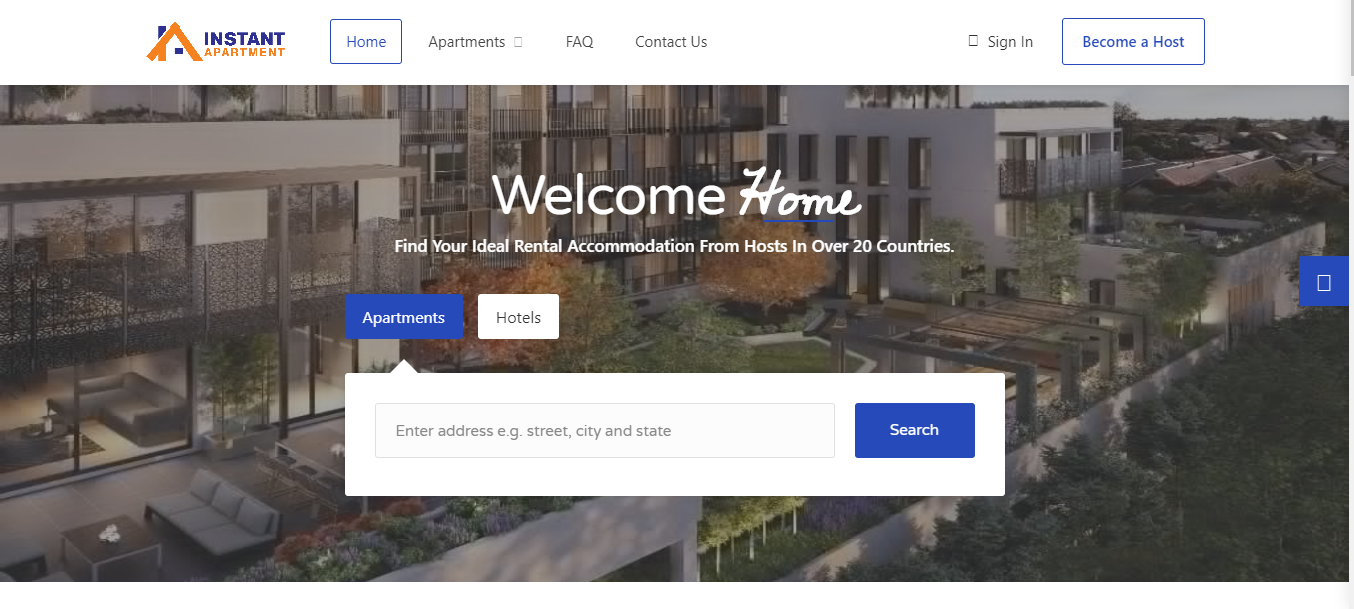 INSTANT
APARTMENT
Home
Apartments
FAQ
Contact Us
Sign In
Become a Host
Welcome Home
Find Your Ideal Rental Accommodation From Hosts In Over 20 Countries.
Apartments
Hotels
Enter address e.g. street, city and state
Search